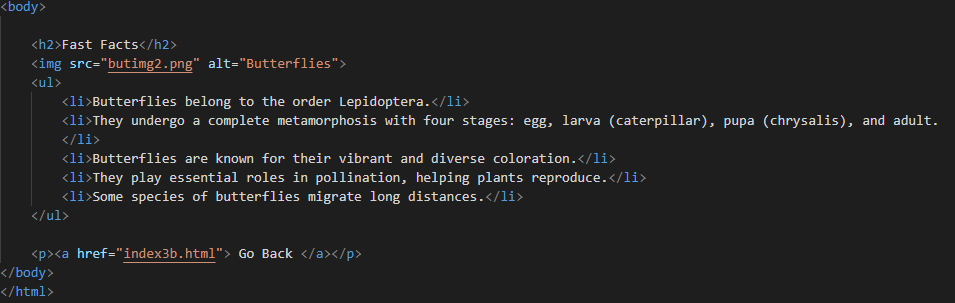 <body>
<h2>Fast Facts</h2>
<img src="butimg2.png" alt="Butterflies">
<ul>
<li>Butterflies belong to the order Lepidoptera.</li>
<li>They undergo a complete metamorphosis with four stages: egg, larva (caterpillar), pupa (chrysalis), and adult.
</li>
<li>Butterflies are known for their vibrant and diverse coloration.</li>
<li>They play essential roles in pollination, helping plants reproduce.</li>
<li>Some species of butterflies migrate long distances.</li>
</ul>
<p><a href="index3b.html"> Go Back </a></p>
</body>
</html>